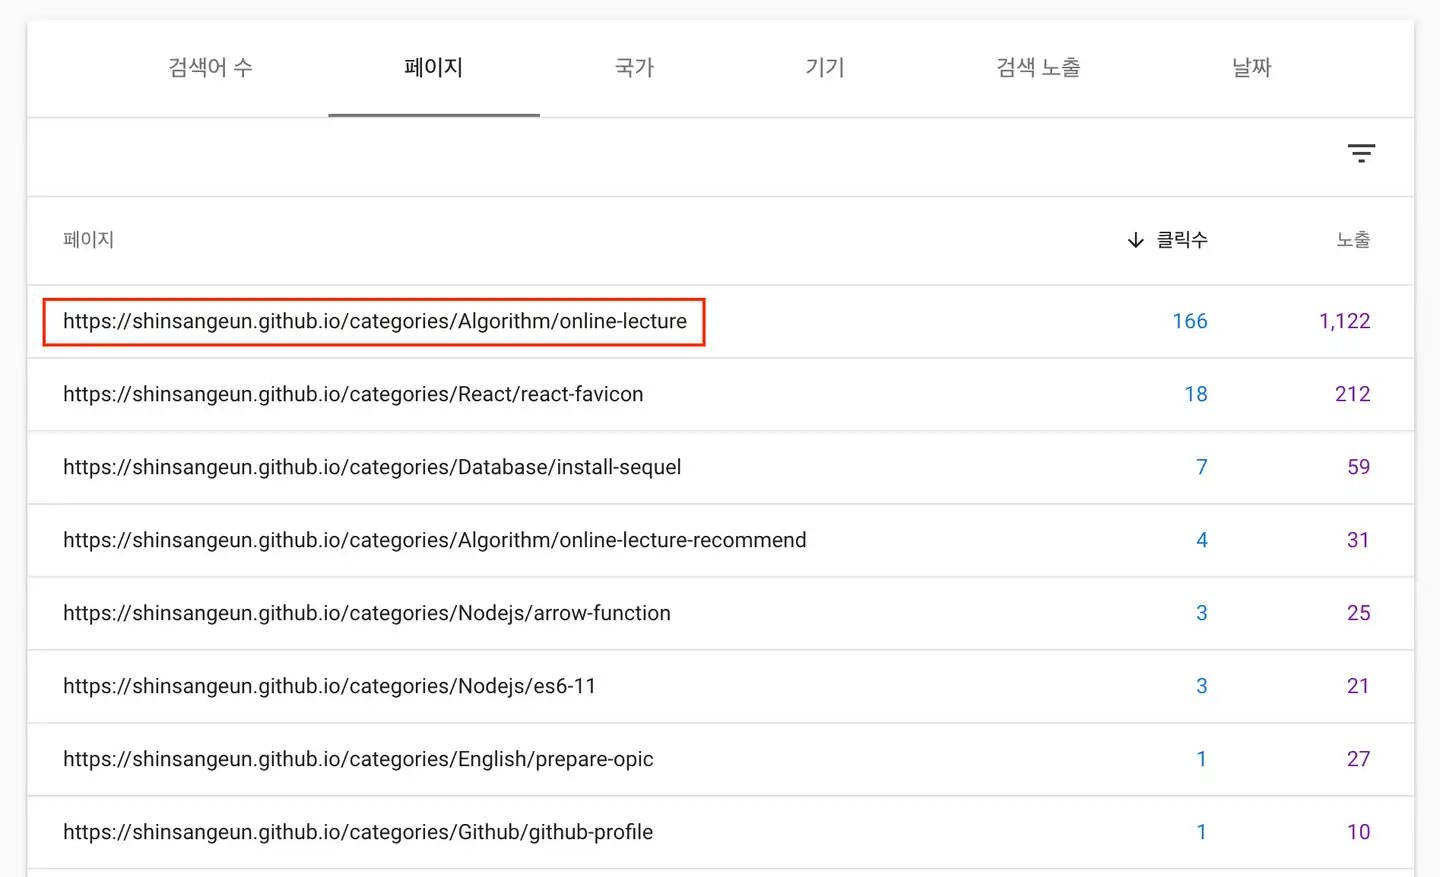 검색어 수 페이지 국가 기기 검색 노출 날짜
페이지 ↓ 클릭수 노출
https://shinsangeun.github.io/categories/Algorithm/online-lecture 166 1,122
https://shinsangeun.github.io/categories/React/react-favicon 18 212
https://shinsangeun.github.io/categories/Database/install-sequel 7 59
https://shinsangeun.github.io/categories/Algorithm/online-lecture-recommend 4 31
https://shinsangeun.github.io/categories/Nodejs/arrow-function 3 25
https://shinsangeun.github.io/categories/Nodejs/es6-11 3 21
https://shinsangeun.github.io/categories/English/prepare-opic 1 27
https://shinsangeun.github.io/categories/Github/github-profile 1 10